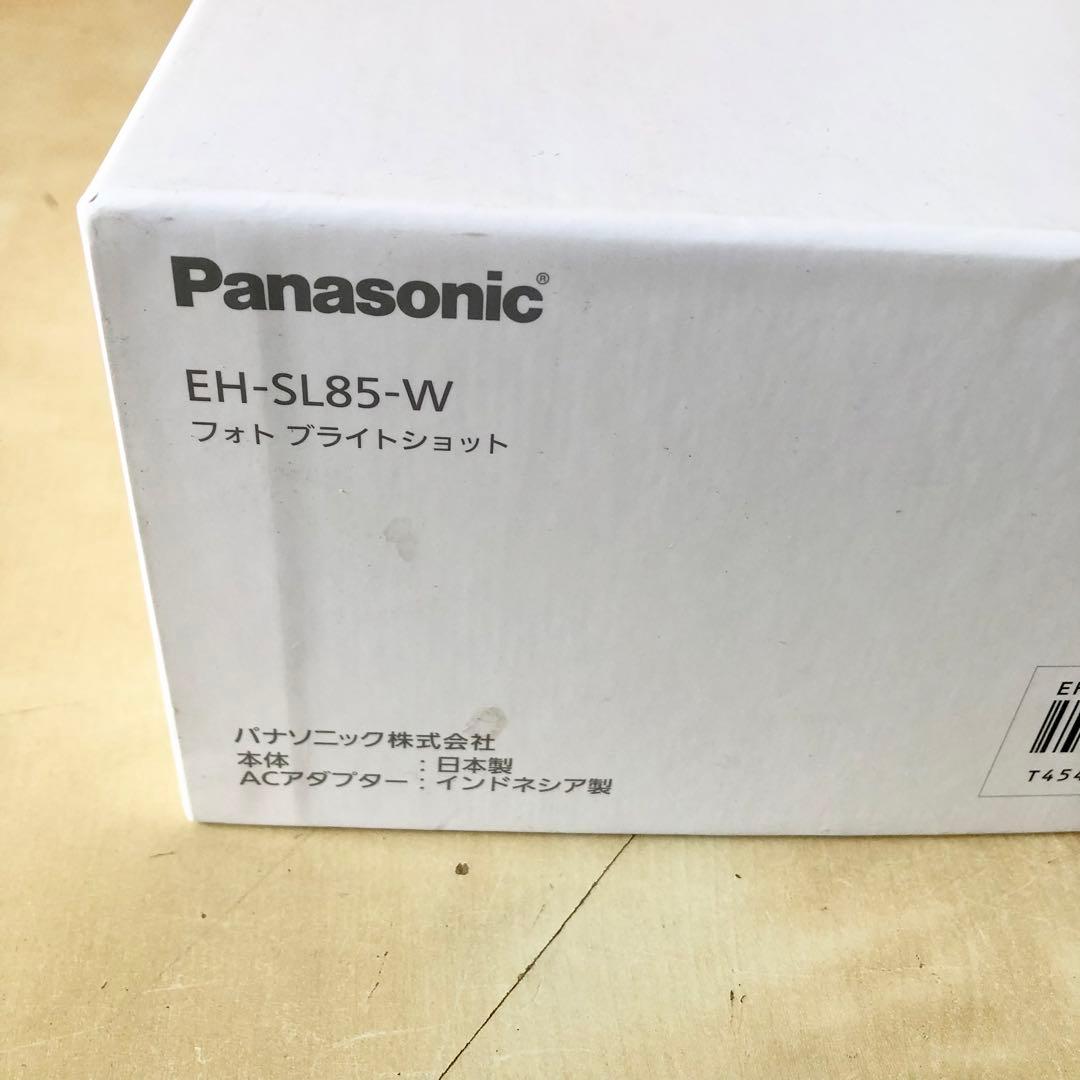 Panasonic®
EH-SL85-W
フォト ブライトショット
パナソニック株式会社
本体 : 日本製
ACアダプター : インドネシア製
EH
T454